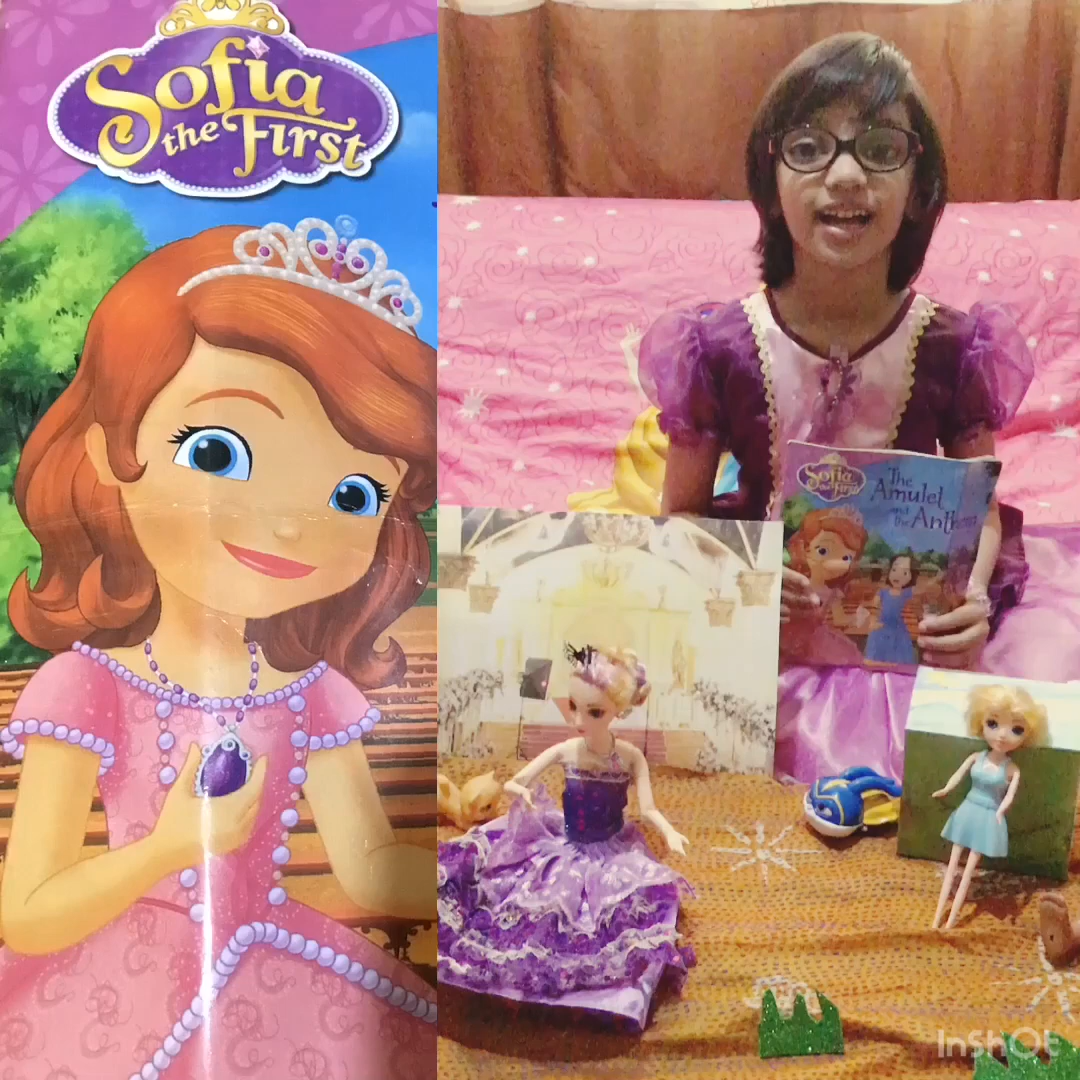 Sofia
the First
Sofia
the First
The
Amulet
and
the Anthem
InShOt